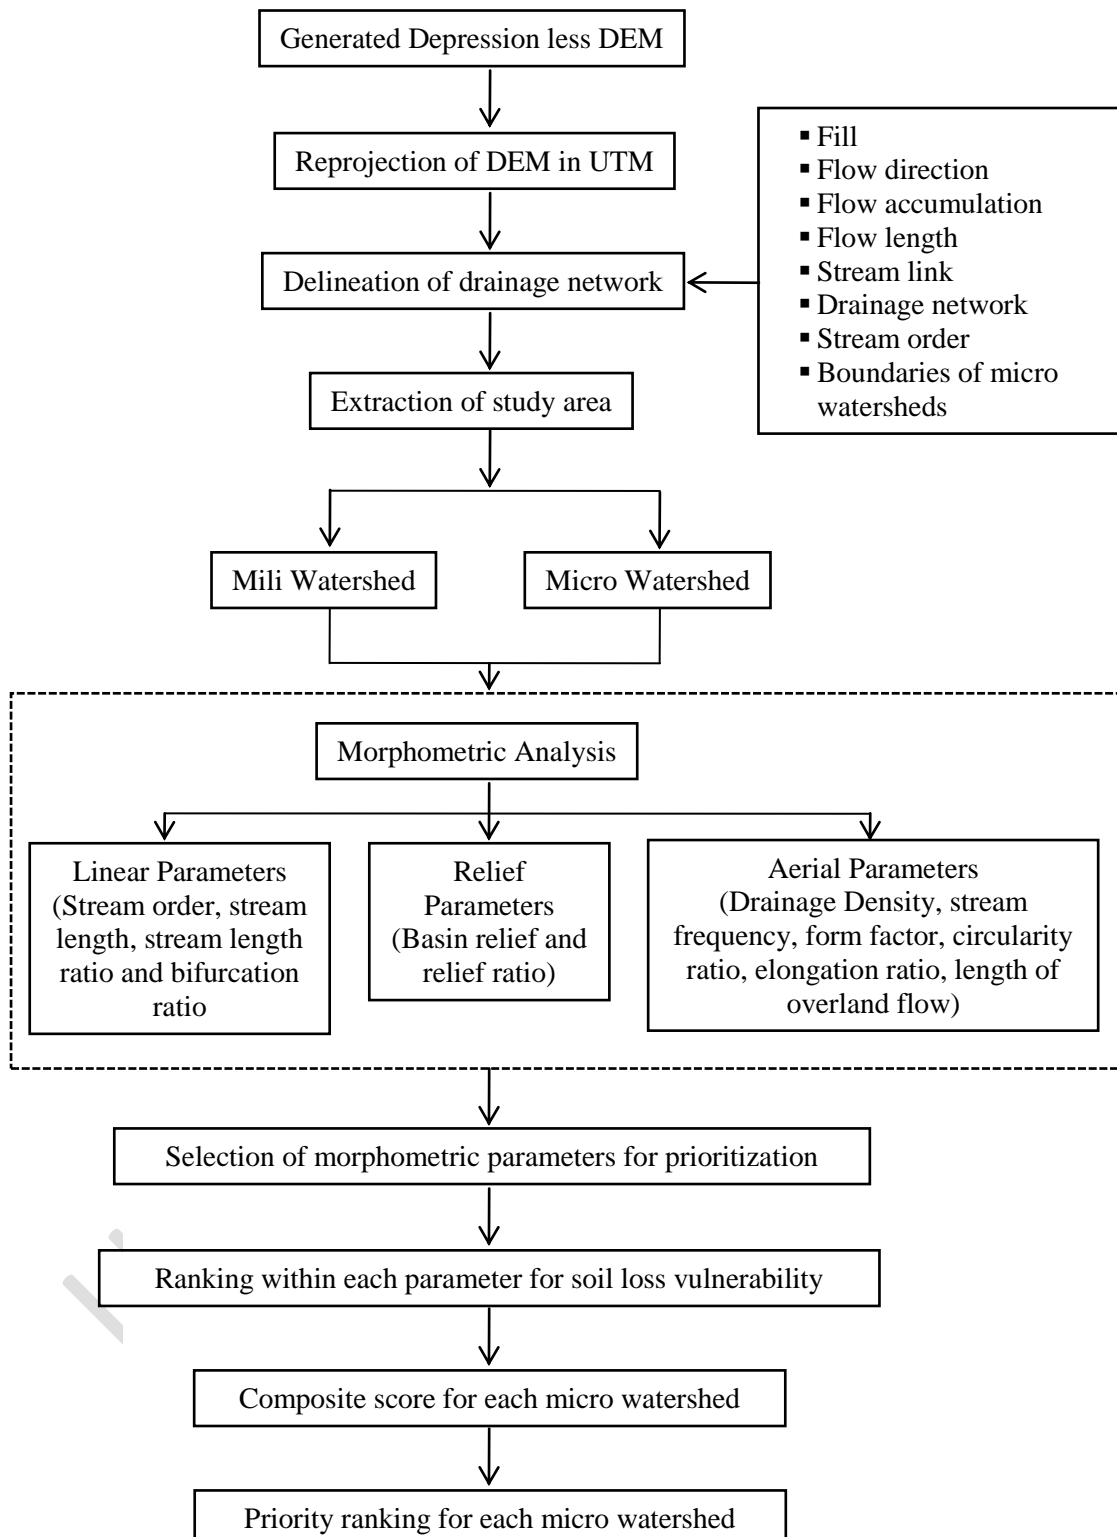 Generated Depression less DEM
Reprojection of DEM in UTM
▪ Fill
▪ Flow direction
▪ Flow accumulation
▪ Flow length
▪ Stream link
▪ Drainage network
▪ Stream order
▪ Boundaries of micro
watersheds
Delineation of drainage network
Extraction of study area
Mili Watershed
Micro Watershed
Morphometric Analysis
Linear Parameters
(Stream order, stream
length, stream length
ratio and bifurcation
ratio
Relief
Parameters
(Basin relief and
relief ratio)
Aerial Parameters
(Drainage Density, stream
frequency, form factor, circularity
ratio, elongation ratio, length of
overland flow)
Selection of morphometric parameters for prioritization
Ranking within each parameter for soil loss vulnerability
Composite score for each micro watershed
Priority ranking for each micro watershed